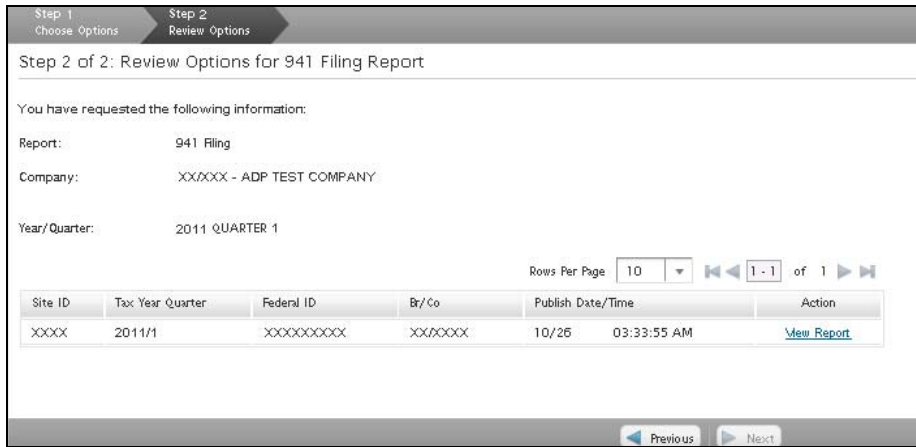 Step 1 Step 2
Choose Options Review Options
Step 2 of 2: Review Options for 941 Filing Report
You have requested the following information:
Report: 941 Filing
Company: XX/XXX - ADP TEST COMPANY
Year/Quarter: 2011 QUARTER 1
Rows Per Page 10 1 - 1 of 1
Site ID Tax Year Quarter Federal ID Br/Co Publish Date/Time Action
XXXX 2011/1 XXXXXXXXX XX/XXXX 10/26 03:33:55 AM View Report
Previous Next